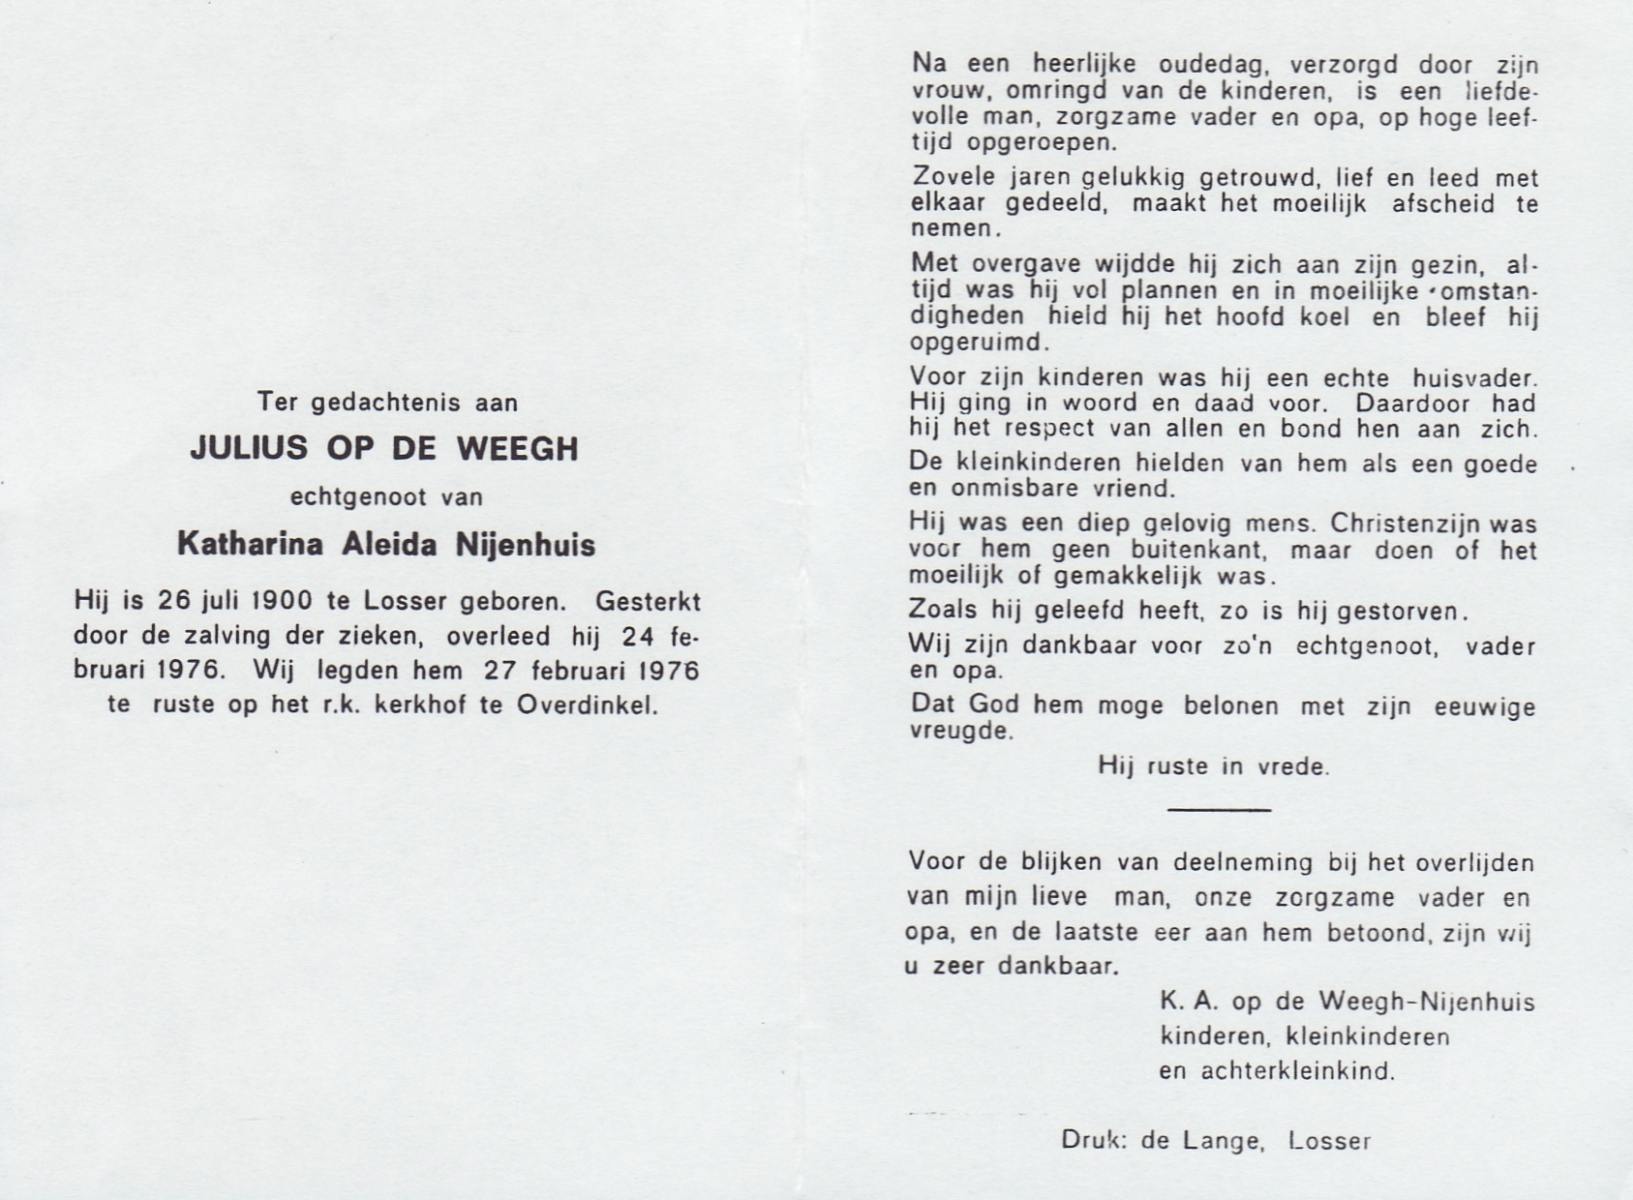 Ter gedachtenis aan
JULIUS OP DE WEEGH
echtgenoot van
Katharina Aleida Nijenhuis
Hij is 26 juli 1900 te Losser geboren. Gesterkt
door de zalving der zieken, overleed hij 24 fe-
bruari 1976. Wij legden hem 27 februari 1976
te ruste op het r.k. kerkhof te Overdinkel.
Na een heerlijke oudedag, verzorgd door zijn
vrouw, omringd van de kinderen, is een liefde-
volle man, zorgzame vader en opa, op hoge leef-
tijd opgeroepen.
Zovele jaren gelukkig getrouwd, lief en leed met
elkaar gedeeld, maakt het moeilijk afscheid te
nemen.
Met overgave wijdde hij zich aan zijn gezin, al-
tijd was hij vol plannen en in moeilijke omstan-
digheden hield hij het hoofd koel en bleef hij
opgeruimd.
Voor zijn kinderen was hij een echte huisvader.
Hij ging in woord en daad voor. Daardoor had
hij het respect van allen en bond hen aan zich.
De kleinkinderen hielden van hem als een goede
en onmisbare vriend.
Hij was een diep gelovig mens. Christenzijn was
voor hem geen buitenkant, maar doen of het
moeilijk of gemakkelijk was.
Zoals hij geleefd heeft, zo is hij gestorven.
Wij zijn dankbaar voor zo'n echtgenoot, vader
en opa.
Dat God hem moge belonen met zijn eeuwige
vreugde.
Hij ruste in vrede.
Voor de blijken van deelneming bij het overlijden
van mijn lieve man, onze zorgzame vader en
opa, en de laatste eer aan hem betoond, zijn wij
u zeer dankbaar.
K. A. op de Weegh-Nijenhuis
kinderen, kleinkinderen
en achterkleinkind.
Druk: de Lange, Losser